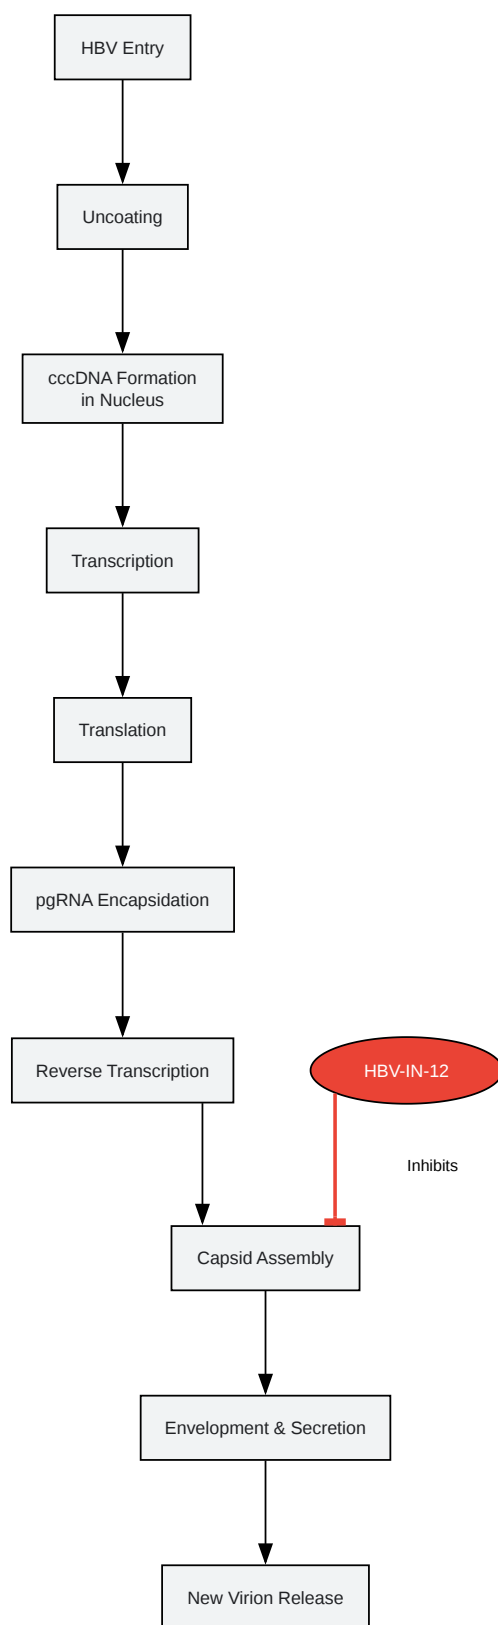 HBV Entry
Uncoating
cccDNA Formation
in Nucleus
Transcription
Translation
pgRNA Encapsidation
Reverse Transcription
HBV-IN-12
Inhibits
Capsid Assembly
Envelopment & Secretion
New Virion Release